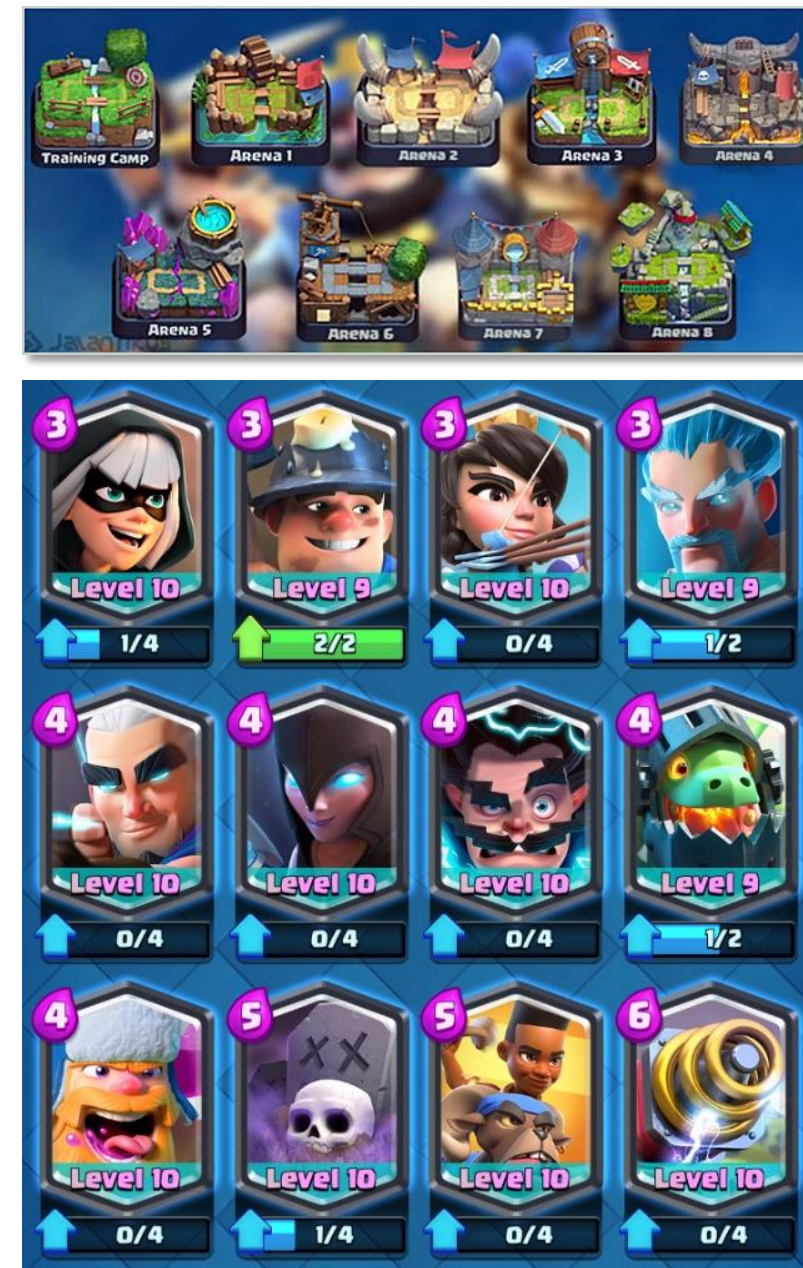 Training Camp
Arena 1
Arena 2
Arena 3
Arena 4
Arena 5
Arena 6
Arena 7
Arena 8
JalanTikus
3
3
3
3
Level 10
Level 9
Level 10
Level 9
1/4
2/2
0/4
1/2
4
4
4
4
Level 10
Level 10
Level 10
Level 9
0/4
0/4
0/4
1/2
4
5
5
6
XX
Level 10
Level 10
Level 10
Level 10
0/4
1/4
0/4
0/4